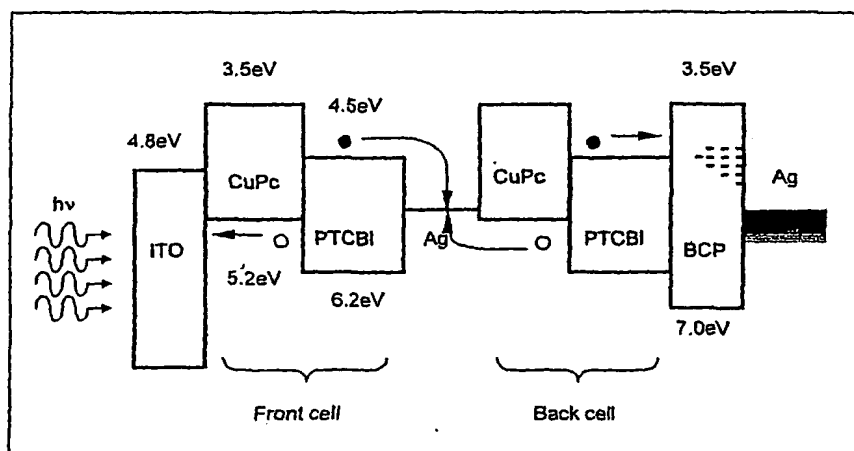 3.5eV
3.5eV
4.5eV
4.8eV
hν
CuPc
CuPc
Ag
ITO
PTCBI
Ag
PTCBI
BCP
5.2eV
6.2eV
7.0eV
Front cell
Back cell